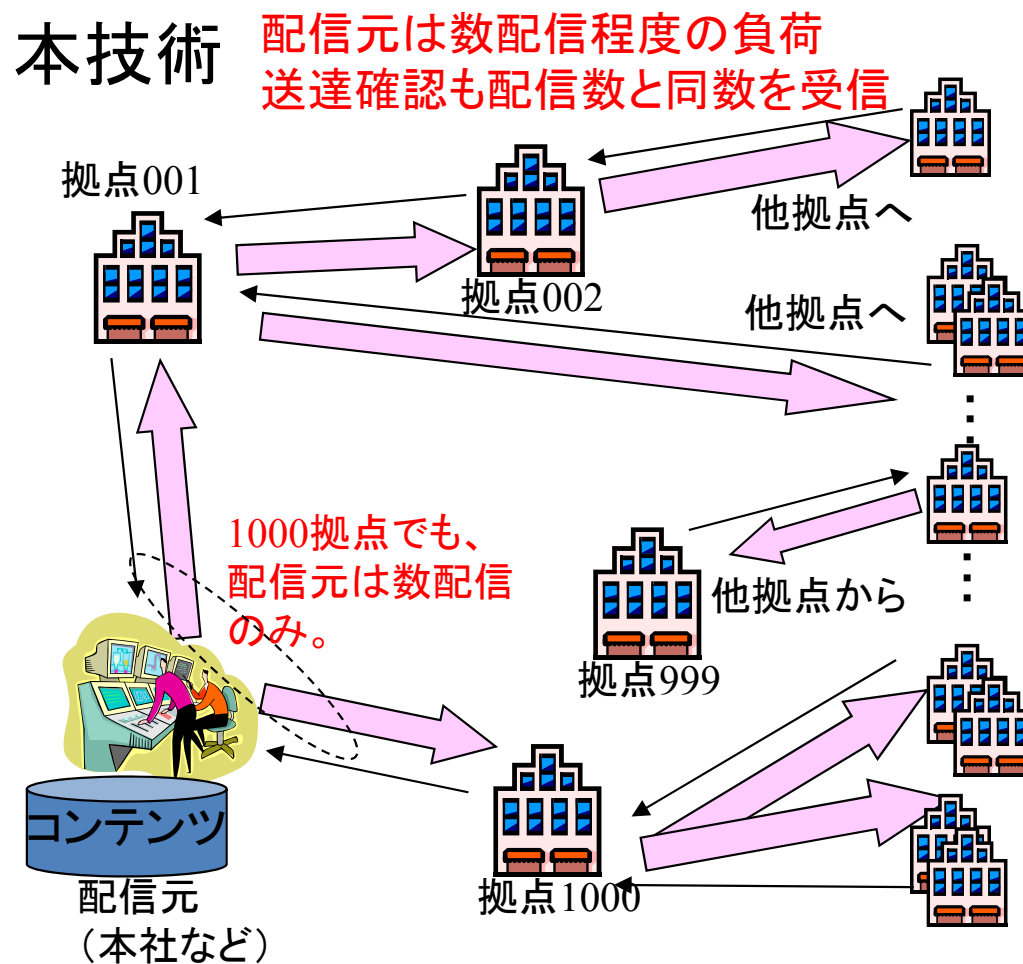 本技術
配信元は数配信程度の負荷
送達確認も配信数と同数を受信
拠点001
他拠点へ
拠点002
他拠点へ
1000拠点でも、
配信元は数配信
のみ。
他拠点から
拠点999
コンテンツ
拠点1000
配信元
（本社など）